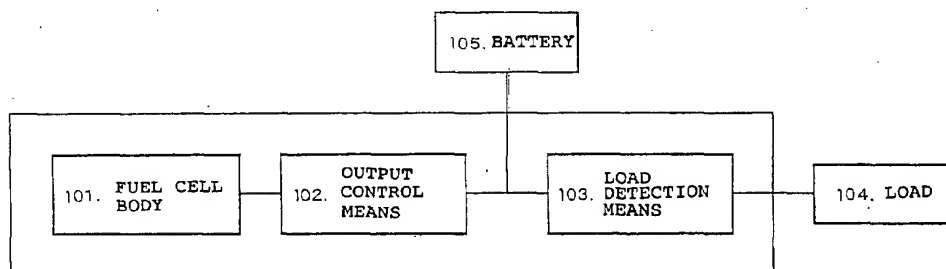 105. BATTERY
101. FUEL CELL
BODY
102. OUTPUT
CONTROL
MEANS
103. LOAD
DETECTION
MEANS
104. LOAD